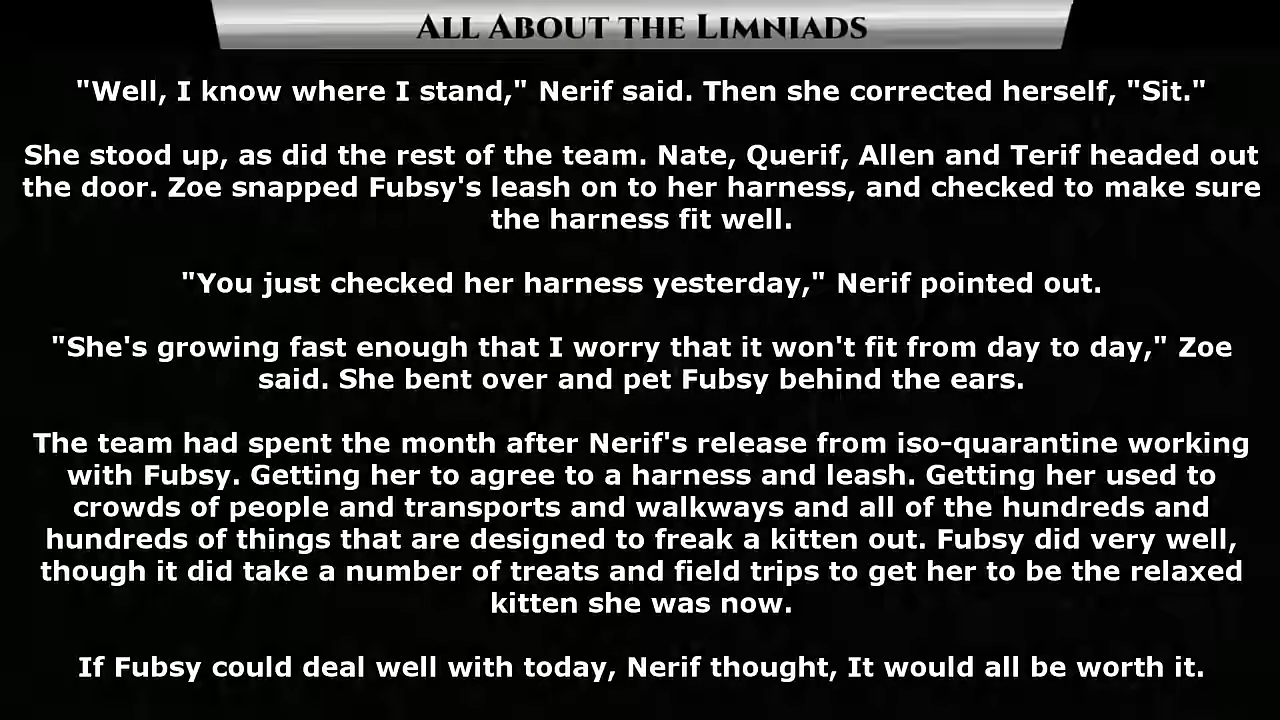 All About the Limniads
"Well, I know where I stand," Nerif said. Then she corrected herself, "Sit."
She stood up, as did the rest of the team. Nate, Querif, Allen and Terif headed out
the door. Zoe snapped Fubsy's leash on to her harness, and checked to make sure
the harness fit well.
"You just checked her harness yesterday," Nerif pointed out.
"She's growing fast enough that I worry that it won't fit from day to day," Zoe
said. She bent over and pet Fubsy behind the ears.
The team had spent the month after Nerif's release from iso-quarantine working
with Fubsy. Getting her to agree to a harness and leash. Getting her used to
crowds of people and transports and walkways and all of the hundreds and
hundreds of things that are designed to freak a kitten out. Fubsy did very well,
though it did take a number of treats and field trips to get her to be the relaxed
kitten she was now.
If Fubsy could deal well with today, Nerif thought, It would all be worth it.